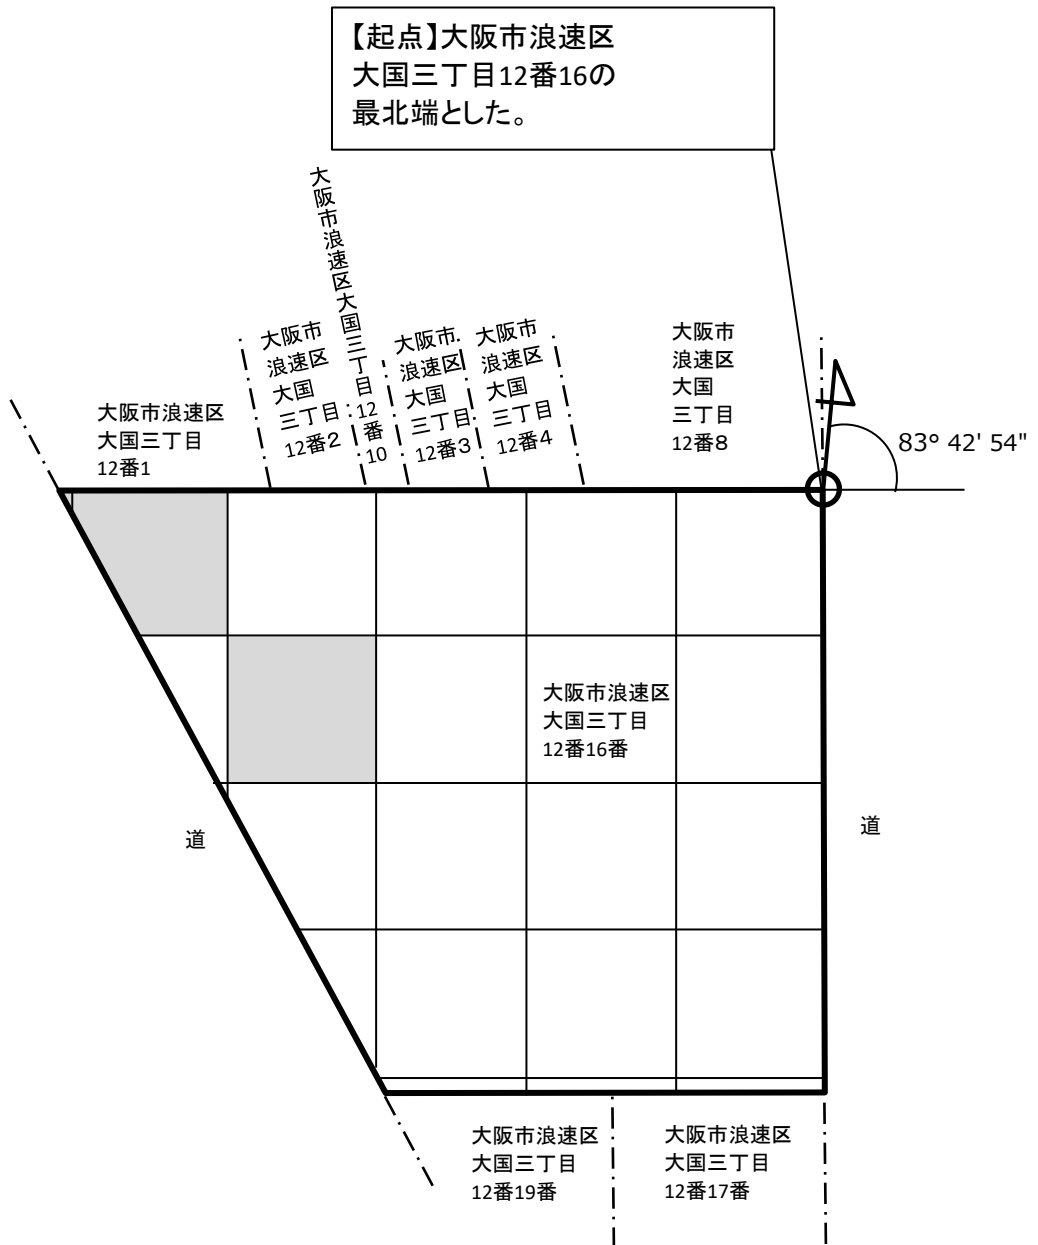 【起点】大阪市浪速区
大国三丁目12番16の
最北端とした。
大阪市浪速区大国三丁目12番10
大阪市
浪速区
大国
三丁目
12番2
大阪市
浪速区
大国
三丁目
12番3
大阪市
浪速区
大国
三丁目
12番4
大阪市
浪速区
大国
三丁目
12番8
大阪市浪速区
大国三丁目
12番1
83° 42' 54"
大阪市浪速区
大国三丁目
12番16番
道
道
大阪市浪速区
大国三丁目
12番19番
大阪市浪速区
大国三丁目
12番17番